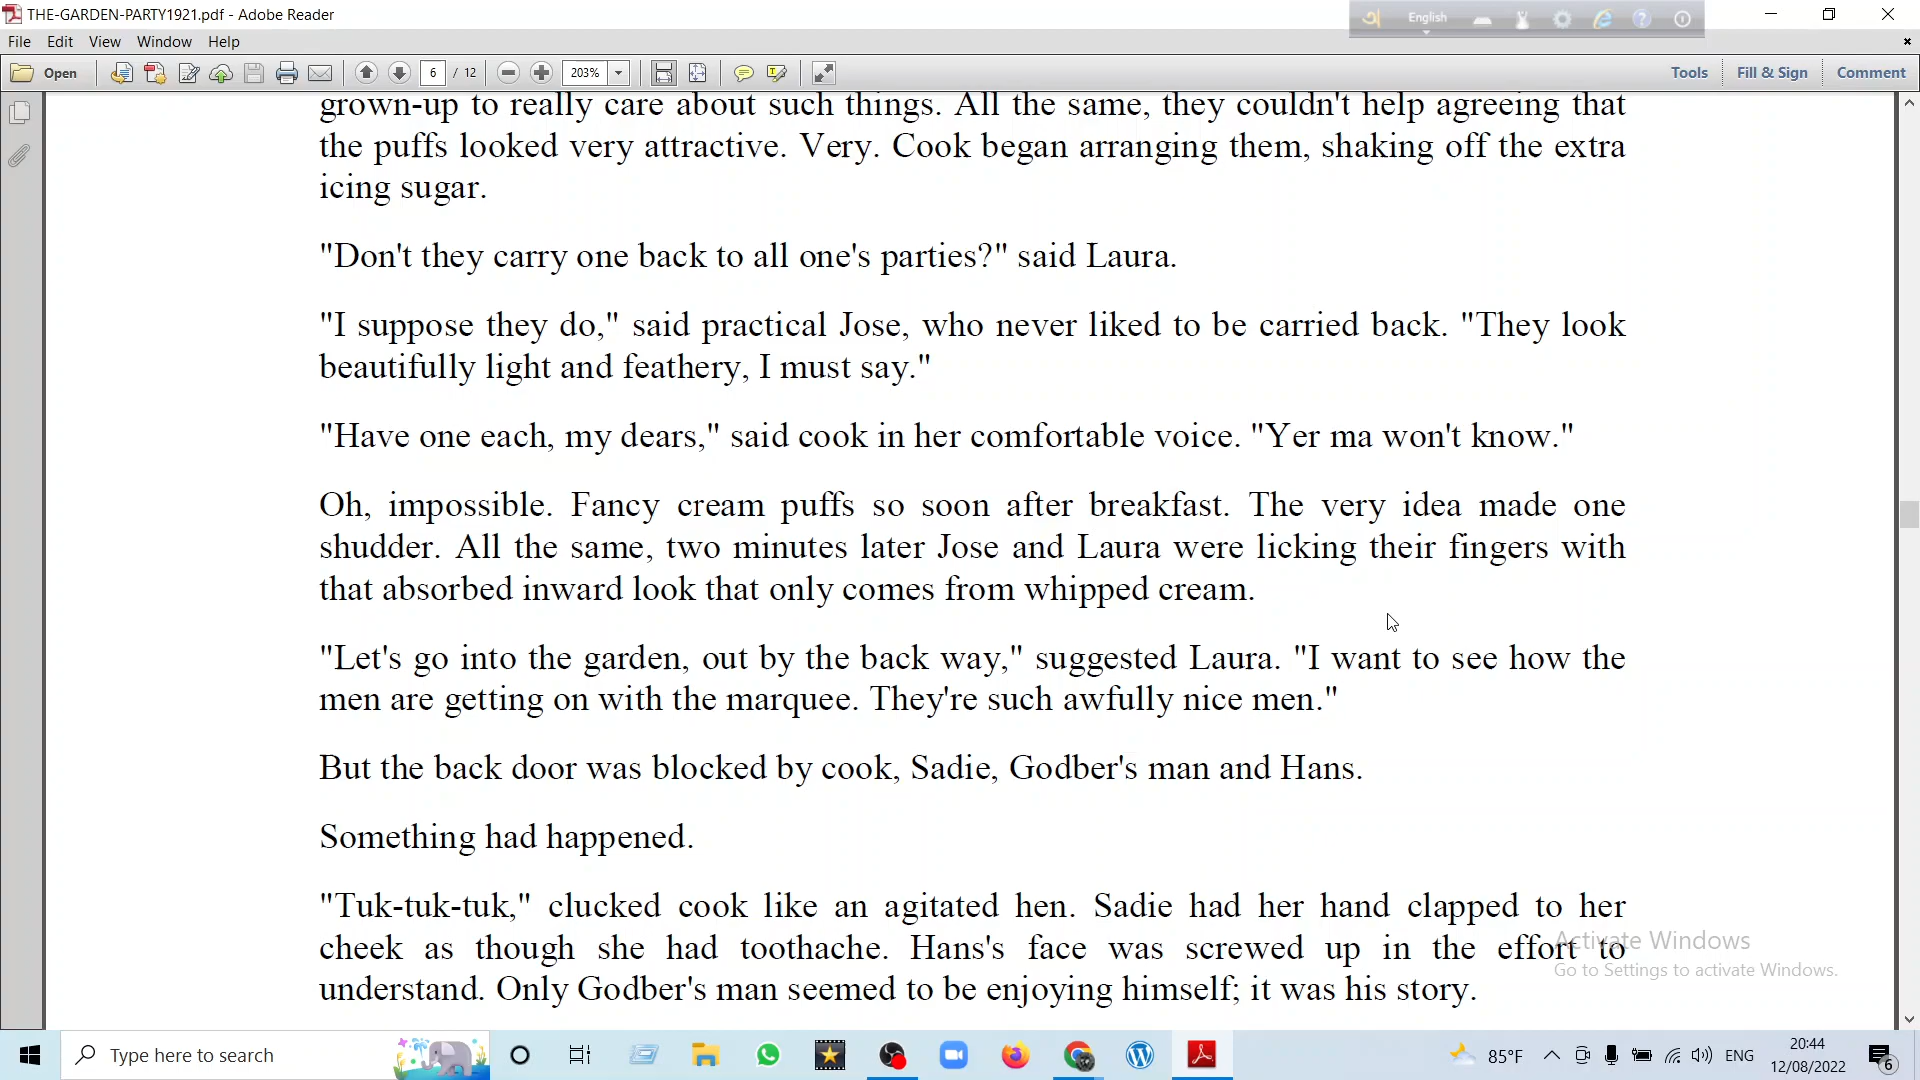 THE-GARDEN-PARTY1921.pdf - Adobe Reader
English
File Edit View Window Help
Open 6 / 12 203% Tools Fill & Sign Comment
grown-up to really care about such things. All the same, they couldn't help agreeing that
the puffs looked very attractive. Very. Cook began arranging them, shaking off the extra
icing sugar.
"Don't they carry one back to all one's parties?" said Laura.
"I suppose they do," said practical Jose, who never liked to be carried back. "They look
beautifully light and feathery, I must say."
"Have one each, my dears," said cook in her comfortable voice. "Yer ma won't know."
Oh, impossible. Fancy cream puffs so soon after breakfast. The very idea made one
shudder. All the same, two minutes later Jose and Laura were licking their fingers with
that absorbed inward look that only comes from whipped cream.
"Let's go into the garden, out by the back way," suggested Laura. "I want to see how the
men are getting on with the marquee. They're such awfully nice men."
But the back door was blocked by cook, Sadie, Godber's man and Hans.
Something had happened.
"Tuk-tuk-tuk," clucked cook like an agitated hen. Sadie had her hand clapped to her
cheek as though she had toothache. Hans's face was screwed up in the effort to
understand. Only Godber's man seemed to be enjoying himself; it was his story.
Activate Windows
Go to Settings to activate Windows.
Type here to search
85°F ENG
20:44
12/08/2022
6